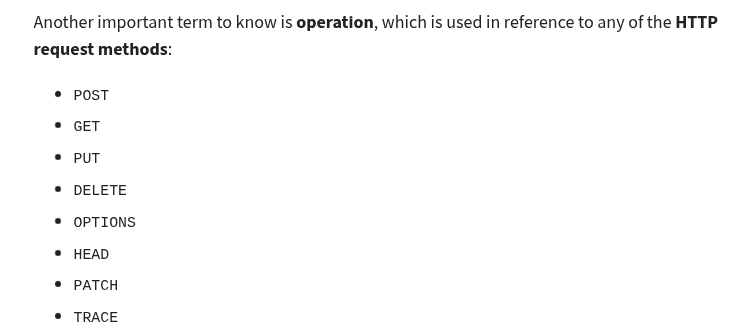 Another important term to know is operation, which is used in reference to any of the HTTP
request methods:
POST
GET
PUT
DELETE
OPTIONS
HEAD
PATCH
TRACE